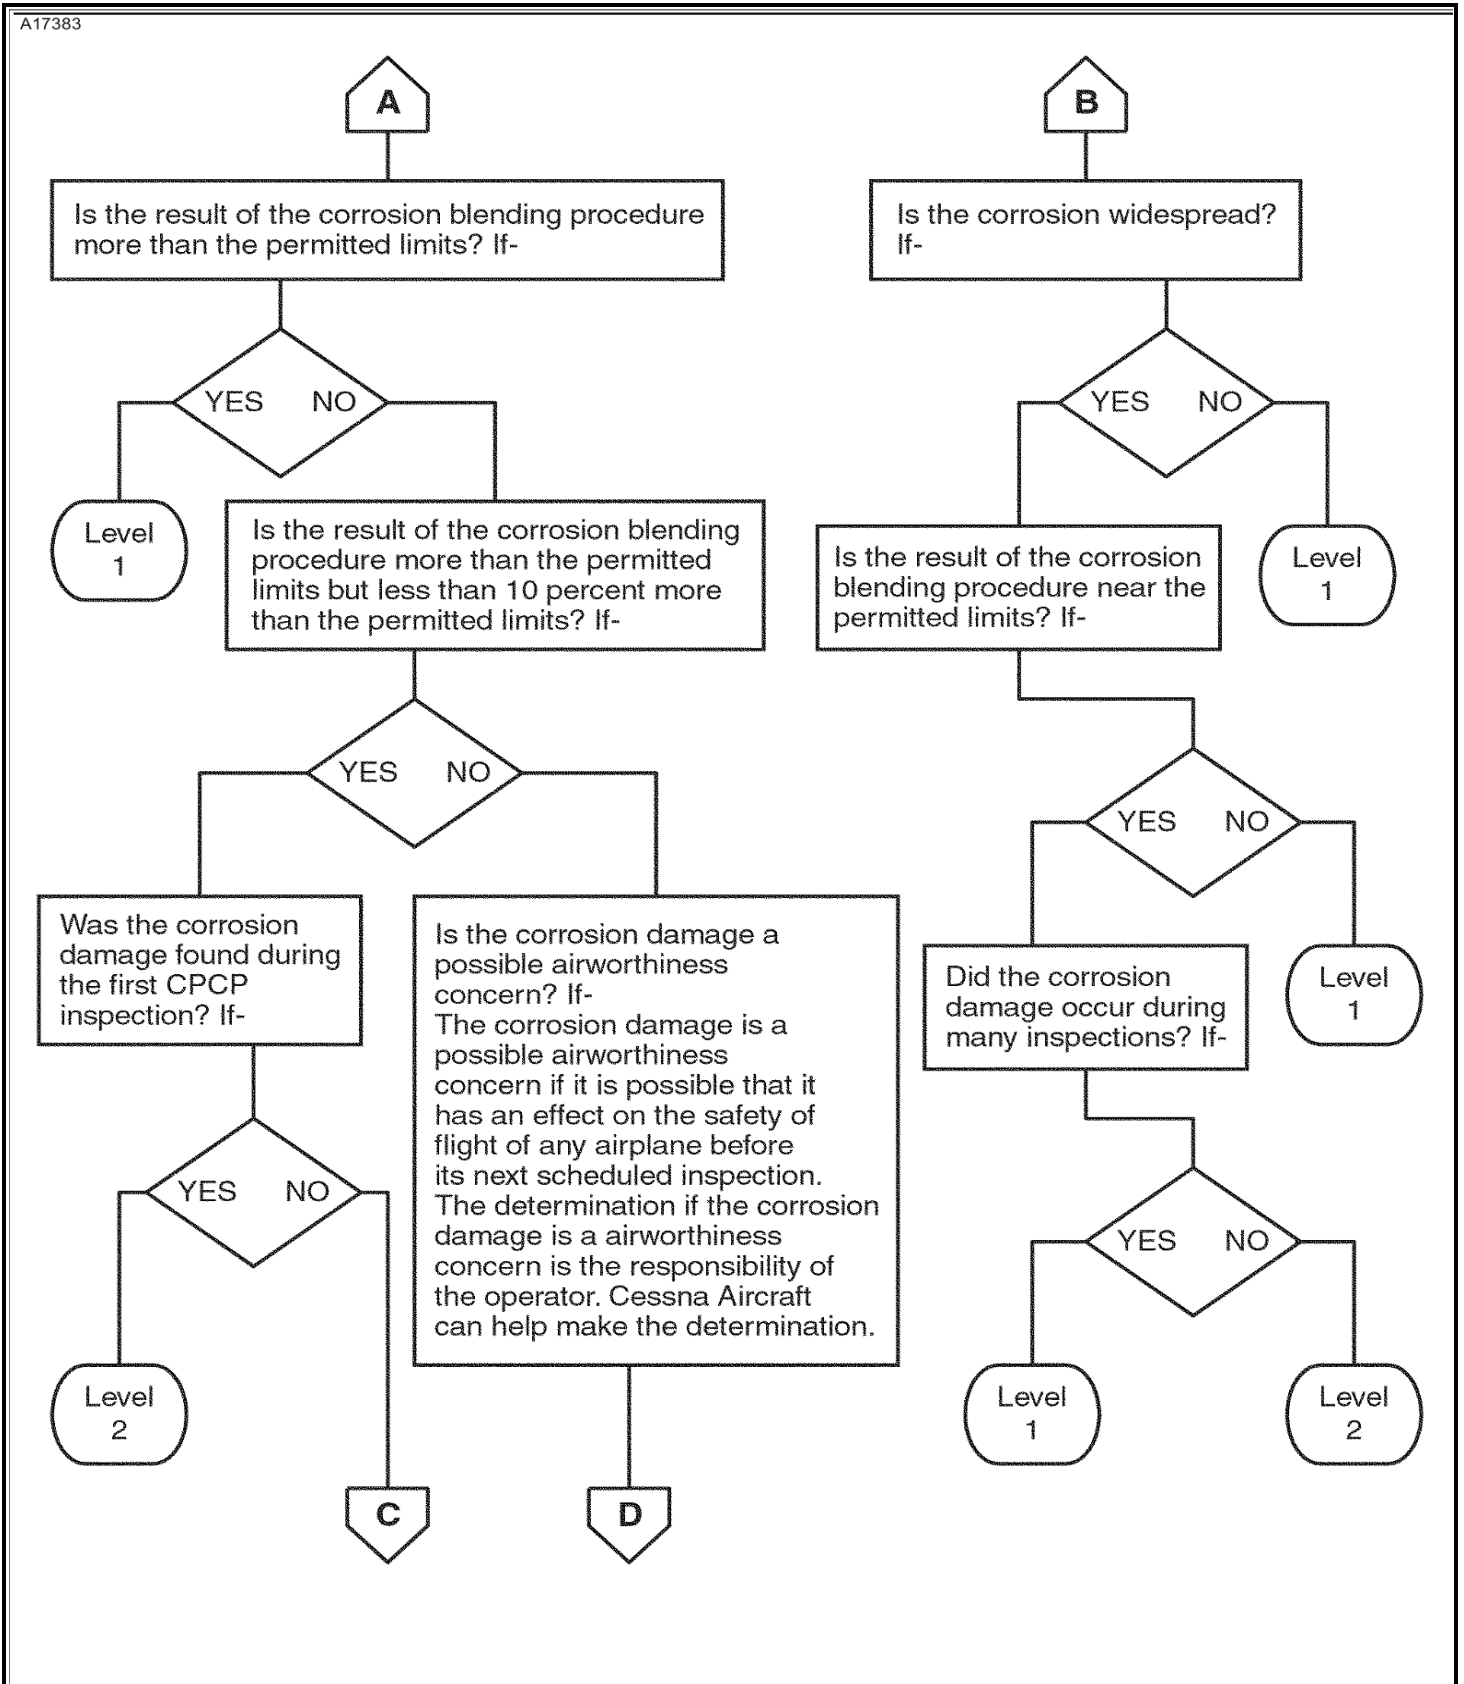 A17383
A
Is the result of the corrosion blending procedure
more than the permitted limits? If-
YES NO
Level
1
Is the result of the corrosion blending
procedure more than the permitted
limits but less than 10 percent more
than the permitted limits? If-
YES NO
Was the corrosion
damage found during
the first CPCP
inspection? If-
YES NO
Level
2
C
Is the corrosion damage a
possible airworthiness
concern? If-
The corrosion damage is a
possible airworthiness
concern if it is possible that it
has an effect on the safety of
flight of any airplane before
its next scheduled inspection.
The determination if the corrosion
damage is a airworthiness
concern is the responsibility of
the operator. Cessna Aircraft
can help make the determination.
D
B
Is the corrosion widespread?
If-
YES NO
Level
1
Is the result of the corrosion
blending procedure near the
permitted limits? If-
YES NO
Level
1
Did the corrosion
damage occur during
many inspections? If-
YES NO
Level
1
Level
2